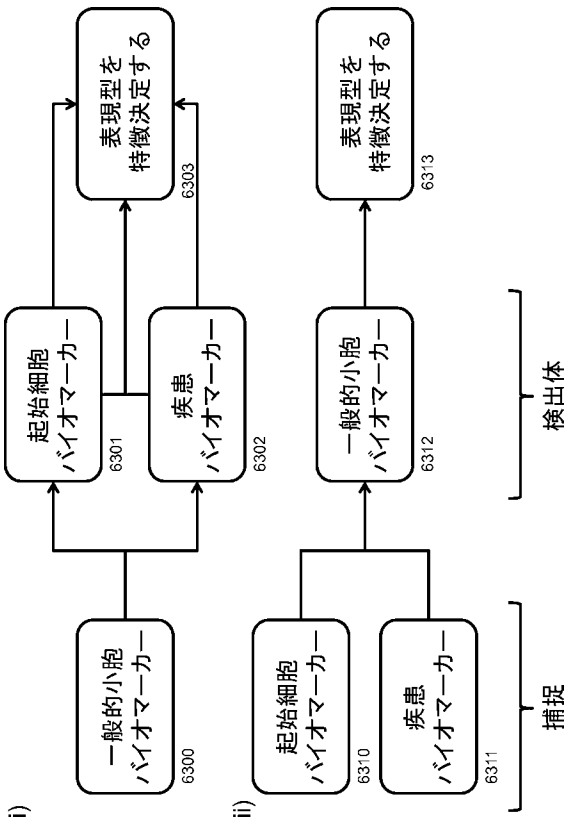 i)
一般的小胞
バイオマーカー
6300
起始細胞
バイオマーカー
6301
疾患
バイオマーカー
6302
表現型を
特徴決定する
6303
ii)
起始細胞
バイオマーカー
6310
疾患
バイオマーカー
6311
一般的小胞
バイオマーカー
6312
表現型を
特徴決定する
6313
捕捉
検出体